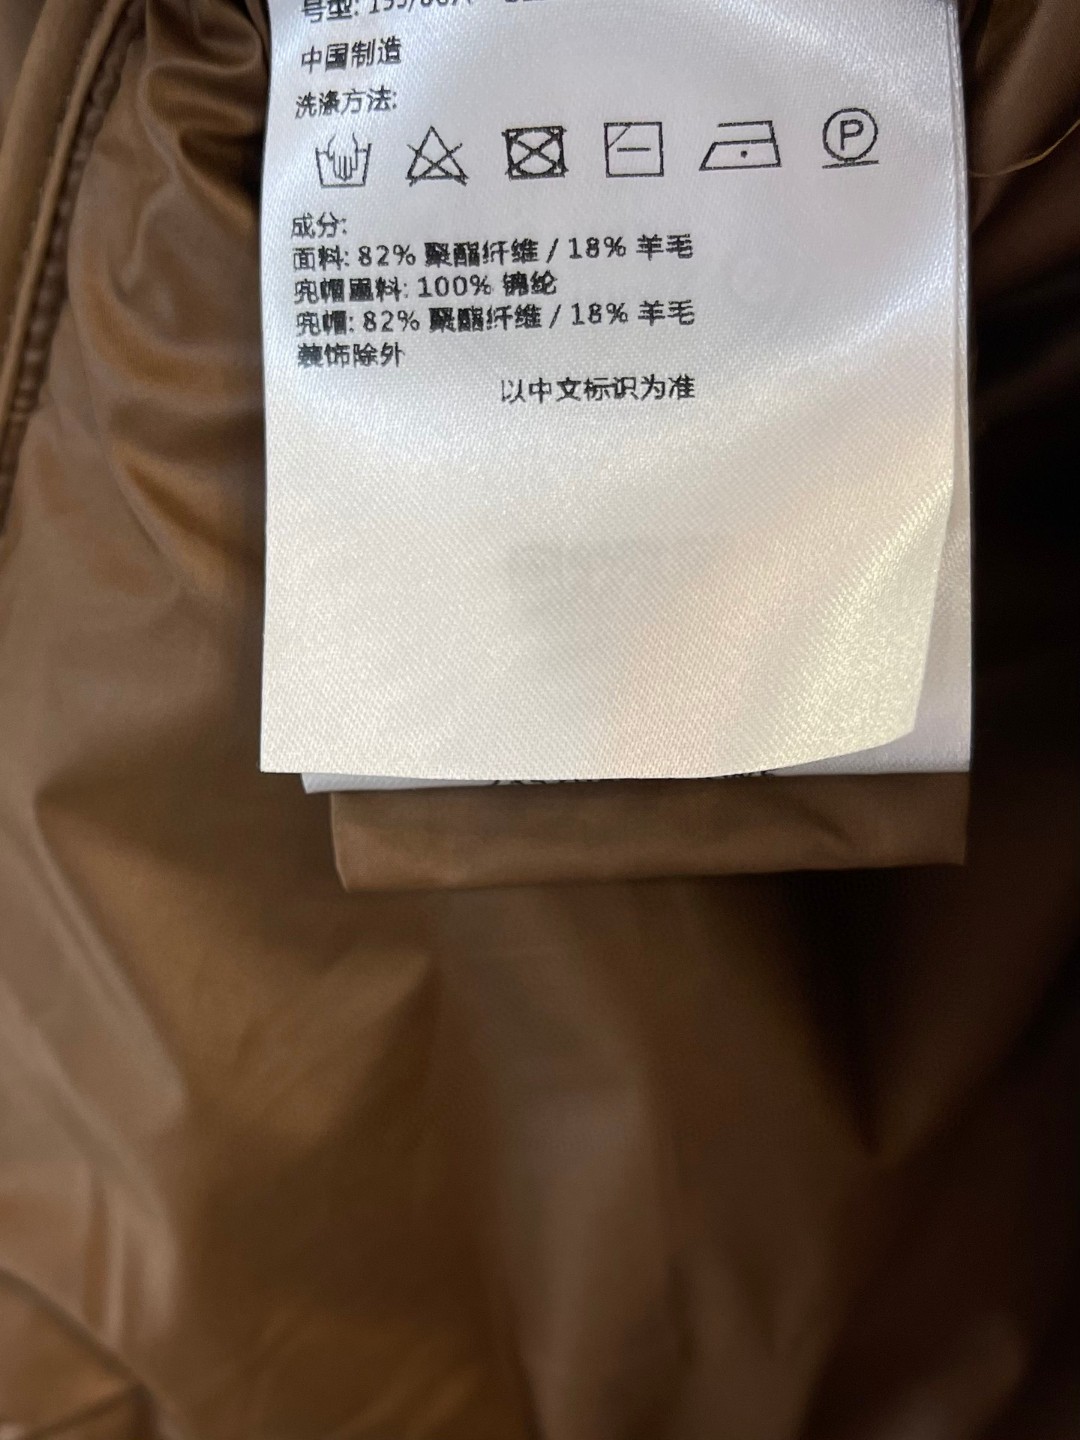 号型:
中国制造
洗涤方法:
P
成分:
面料: 82% 聚酯纤维 / 18% 羊毛
兜帽里料: 100% 锦纶
兜帽: 82% 聚酯纤维 / 18% 羊毛
装饰除外
以中文标识为准